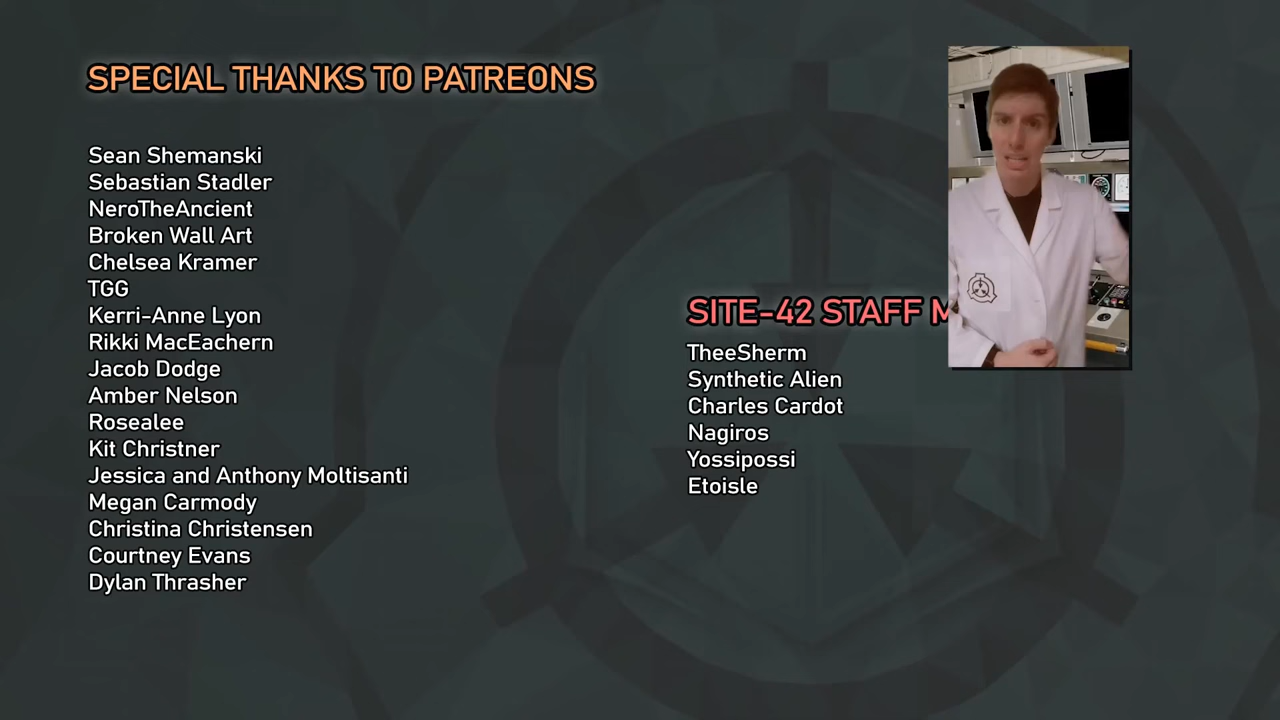 SPECIAL THANKS TO PATREONS
Sean Shemanski
Sebastian Stadler
NeroTheAncient
Broken Wall Art
Chelsea Kramer
TGG
Kerri-Anne Lyon
Rikki MacEachern
Jacob Dodge
Amber Nelson
Rosealee
Kit Christner
Jessica and Anthony Moltisanti
Megan Carmody
Christina Christensen
Courtney Evans
Dylan Thrasher
SITE-42 STAFF
TheeSherm
Synthetic Alien
Charles Cardot
Nagiros
Yossipossi
Etoisle